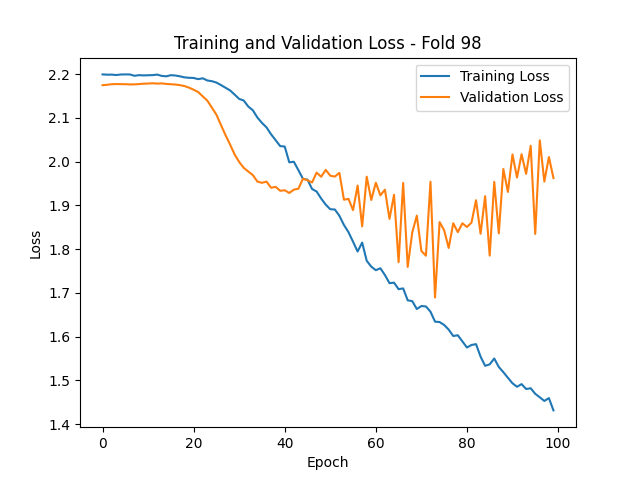 Training and Validation Loss - Fold 98
Training Loss
Validation Loss
2.2
2.1
2.0
1.9
1.8
1.7
1.6
1.5
1.4
Loss
0 20 40 60 80 100
Epoch